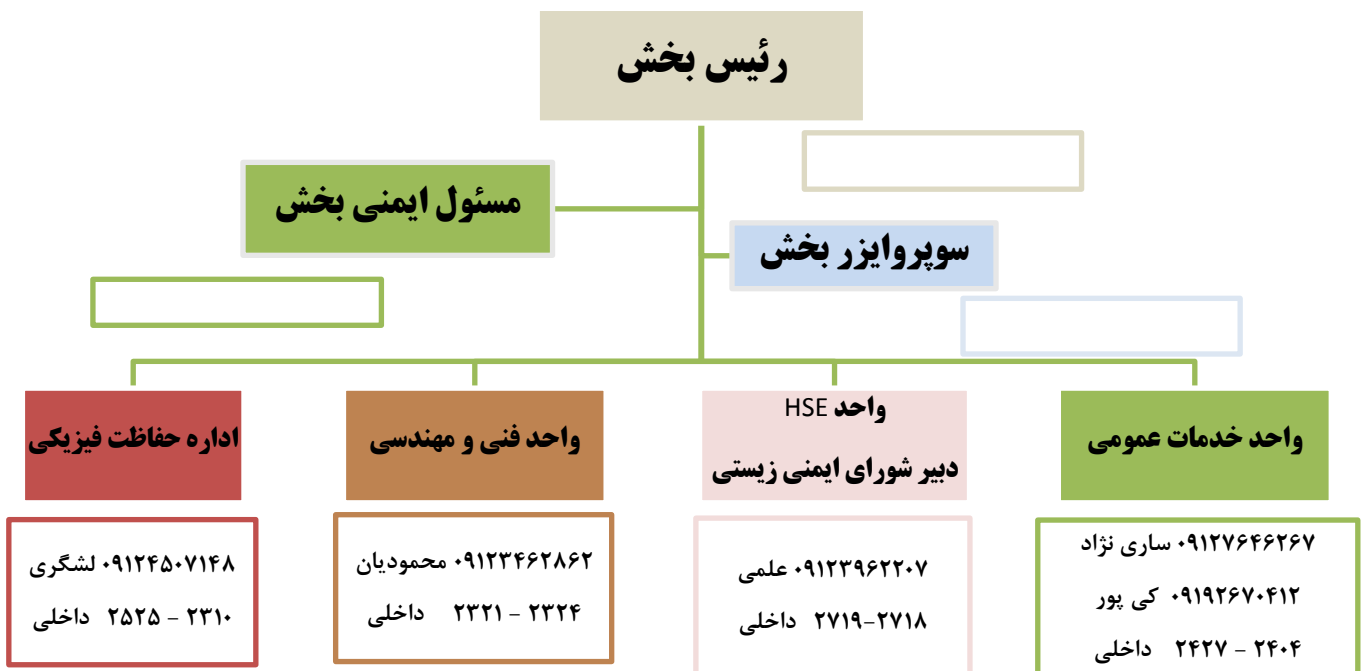 رئیس بخش
مسئول ایمنی بخش
سوپروایزر بخش
واحد خدمات عمومی
واحد HSE
دبیر شورای ایمنی زیستی
واحد فنی و مهندسی
اداره حفاظت فیزیکی
۰۹۱۲۷۶۴۶۲۶۷ ساری نژاد
۰۹۱۹۲۶۷۰۴۱۲ کی پور
۲۴۲۷ - ۲۴۰۴ داخلی
۰۹۱۲۳۹۶۲۲۰۷ علمی
۲۷۱۹-۲۷۱۸ داخلی
۰۹۱۲۳۴۶۲۸۶۲ محمودیان
۲۳۲۱ - ۲۳۲۴ داخلی
۰۹۱۲۴۵۰۷۱۴۸ لشگری
۲۵۲۵ - ۲۳۱۰ داخلی